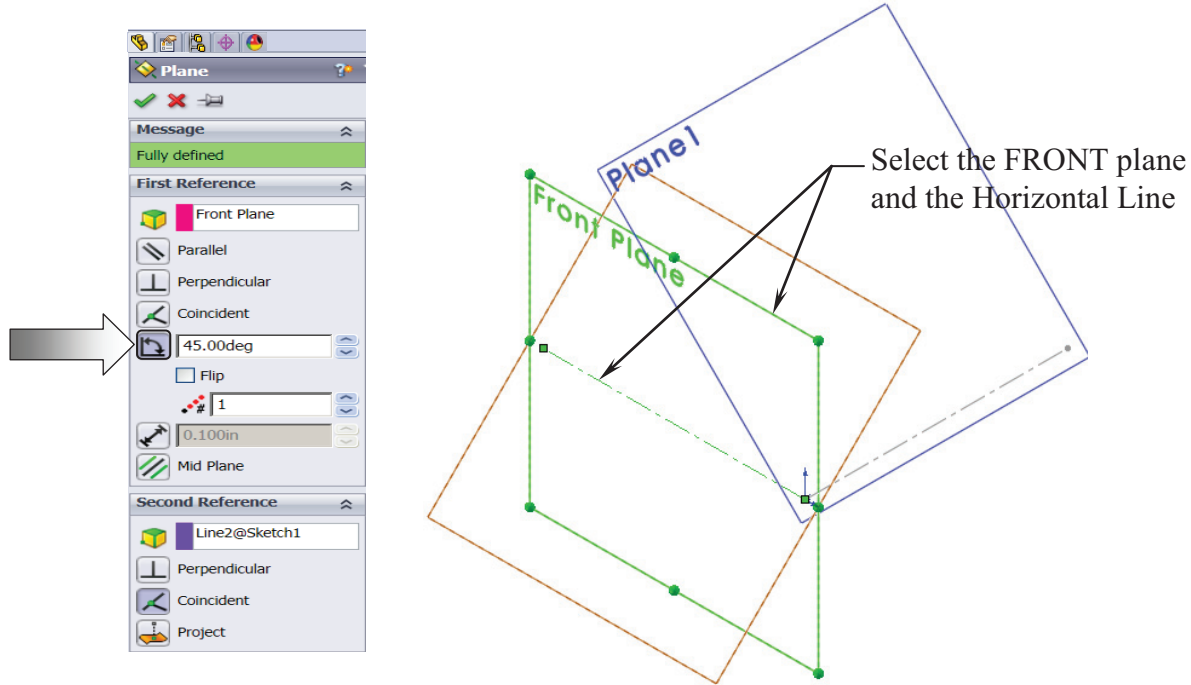 Plane
Message
Fully defined
First Reference
Front Plane
Parallel
Perpendicular
Coincident
45.00deg
Flip
# 1
0.100in
Mid Plane
Second Reference
Line2@Sketch1
Perpendicular
Coincident
Project
Plane1
Front Plane
Select the FRONT plane
and the Horizontal Line